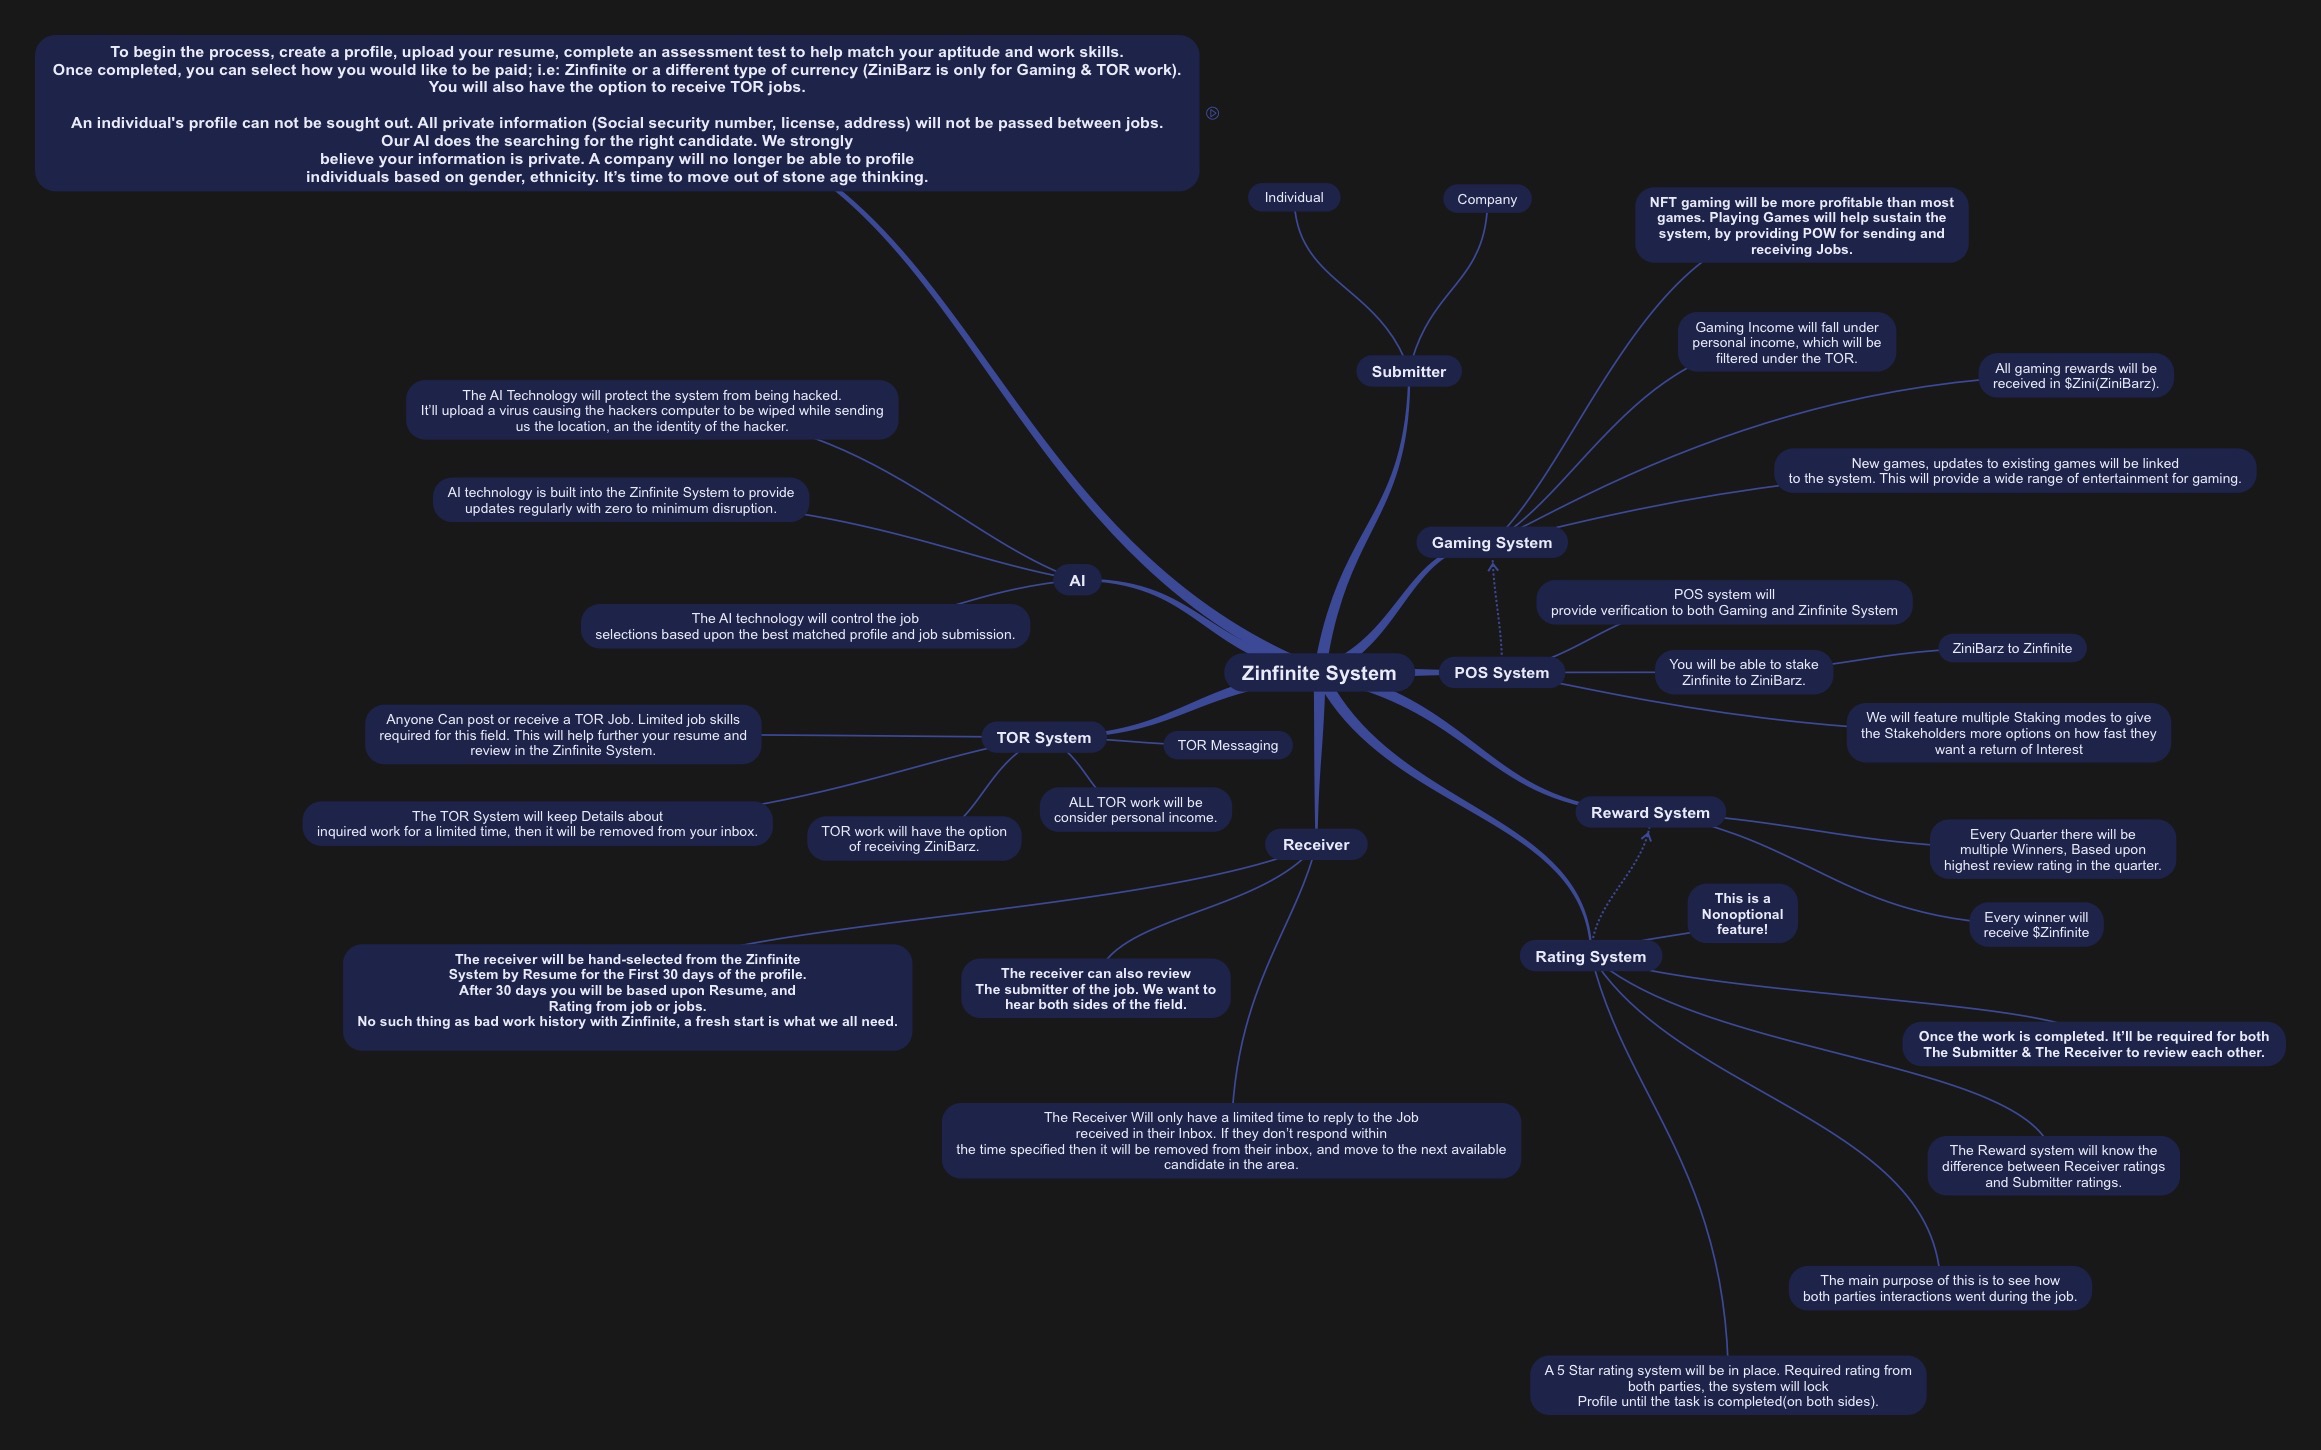 To begin the process, create a profile, upload your resume, complete an assessment test to help match your aptitude and work skills.
Once completed, you can select how you would like to be paid; i.e: Zinfinite or a different type of currency (ZiniBarz is only for Gaming & TOR work).
You will also have the option to receive TOR jobs.
An individual's profile can not be sought out. All private information (Social security number, license, address) will not be passed between jobs.
Our AI does the searching for the right candidate. We strongly
believe your information is private. A company will no longer be able to profile
individuals based on gender, ethnicity. It’s time to move out of stone age thinking.
Individual
Company
Submitter
NFT gaming will be more profitable than most
games. Playing Games will help sustain the
system, by providing POW for sending and
receiving Jobs.
Gaming Income will fall under
personal income, which will be
filtered under the TOR.
All gaming rewards will be
received in $Zini(ZiniBarz).
New games, updates to existing games will be linked
to the system. This will provide a wide range of entertainment for gaming.
Gaming System
The AI Technology will protect the system from being hacked.
It’ll upload a virus causing the hackers computer to be wiped while sending
us the location, an the identity of the hacker.
AI technology is built into the Zinfinite System to provide
updates regularly with zero to minimum disruption.
AI
The AI technology will control the job
selections based upon the best matched profile and job submission.
Zinfinite System
POS System
POS system will
provide verification to both Gaming and Zinfinite System
You will be able to stake
Zinfinite to ZiniBarz.
ZiniBarz to Zinfinite
We will feature multiple Staking modes to give
the Stakeholders more options on how fast they
want a return of Interest
Anyone Can post or receive a TOR Job. Limited job skills
required for this field. This will help further your resume and
review in the Zinfinite System.
TOR System
TOR Messaging
The TOR System will keep Details about
inquired work for a limited time, then it will be removed from your inbox.
TOR work will have the option
of receiving ZiniBarz.
ALL TOR work will be
consider personal income.
Receiver
The receiver will be hand-selected from the Zinfinite
System by Resume for the First 30 days of the profile.
After 30 days you will be based upon Resume, and
Rating from job or jobs.
No such thing as bad work history with Zinfinite, a fresh start is what we all need.
The receiver can also review
The submitter of the job. We want to
hear both sides of the field.
The Receiver Will only have a limited time to reply to the Job
received in their Inbox. If they don’t respond within
the time specified then it will be removed from their inbox, and move to the next available
candidate in the area.
Reward System
Every Quarter there will be
multiple Winners, Based upon
highest review rating in the quarter.
Every winner will
receive $Zinfinite
This is a
Nonoptional
feature!
Rating System
Once the work is completed. It’ll be required for both
The Submitter & The Receiver to review each other.
The Reward system will know the
difference between Receiver ratings
and Submitter ratings.
The main purpose of this is to see how
both parties interactions went during the job.
A 5 Star rating system will be in place. Required rating from
both parties, the system will lock
Profile until the task is completed(on both sides).